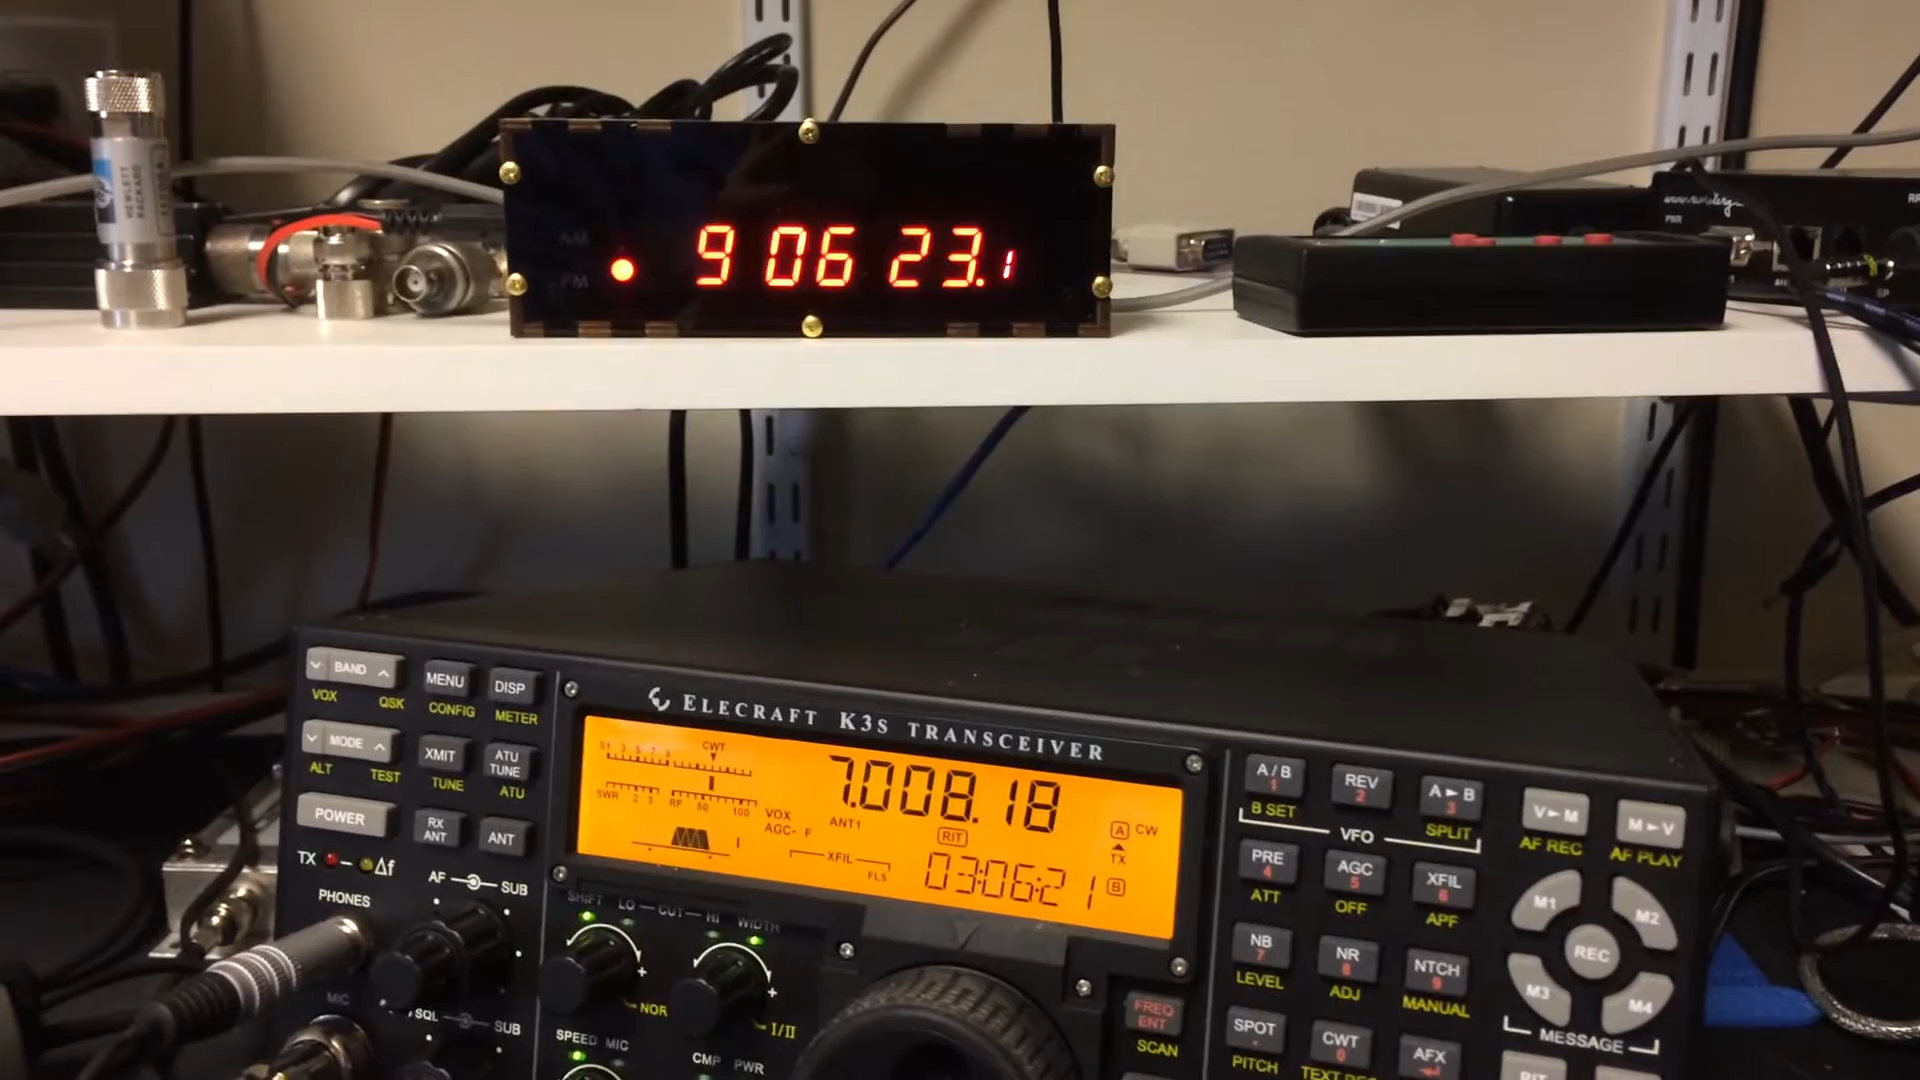 HEWLETT
PACKARD
AM
PM
9 06 23.1
PWR
ELECRAFT K3S TRANSCEIVER
BAND
VOX QSK
MENU
CONFIG
DISP
METER
MODE
ALT TEST
XMIT
TUNE
ATU
TUNE
ATU
POWER
RX
ANT
ANT
TX Δf
PHONES
AF SUB
MIC
SQL SUB
S1 3 5 7 9
CWT
SWR 2 3 RF 50 100
VOX
AGC- F
ANT1
7.008.18
RIT
XFIL
FLS
03:06:21
A CW
TX
B
SHIFT LO CUT HI WIDTH
NOR
I/II
SPEED MIC
CMP PWR
A / B
1
B SET
REV
2
A ► B
3
SPLIT
VFO
PRE
4
ATT
AGC
5
OFF
XFIL
6
APF
NB
7
LEVEL
NR
8
ADJ
NTCH
9
MANUAL
FREQ
ENT
SCAN
SPOT
.
PITCH
CWT
0
TEXT
AFX
V►M
AF REC
M►V
AF PLAY
M1
M2
REC
M3
M4
MESSAGE
RIT